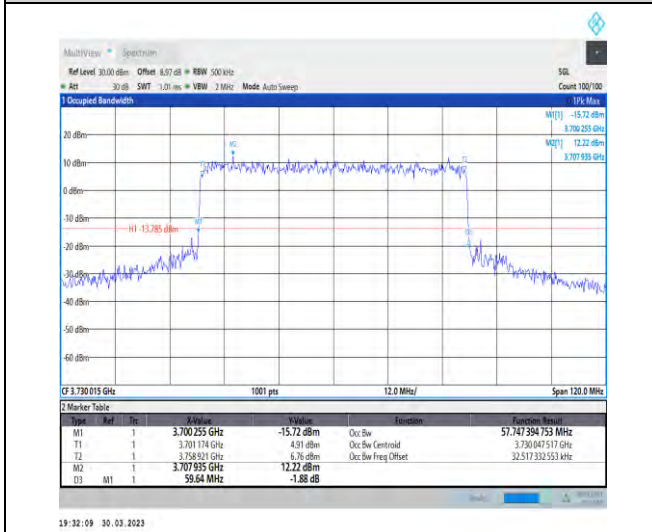 MultiView Spectrum
Ref Level 30.00 dBm Offset 8.97 dB RBW 500 kHz SGL
Att 30 dB SWT 1.01 ms VBW 2 MHz Mode Auto Sweep Count 100/100
1 Occupied Bandwidth 1Pk Max
M1[1] -15.72 dBm
3.700 255 GHz
M2[1] 12.22 dBm
3.707 935 GHz
20 dBm
M2
10 dBm
0 dBm
-10 dBm
H1 -13.785 dBm
-20 dBm
-30 dBm
-40 dBm
-50 dBm
-60 dBm
CF 3.730 015 GHz 1001 pts 12.0 MHz/ Span 120.0 MHz
2 Marker Table
Type Ref Trc X-Value Y-Value Function Function Result
M1 1 3.700 255 GHz -15.72 dBm Occ Bw 57.747 394 753 MHz
T1 1 3.701 174 GHz 4.91 dBm Occ Bw Centroid 3.730 047 517 GHz
T2 1 3.758 921 GHz 6.76 dBm Occ Bw Freq Offset 32.517 332 553 kHz
M2 1 3.707 935 GHz 12.22 dBm
D3 M1 1 59.64 MHz -1.88 dB
19:32:09 30.03.2023